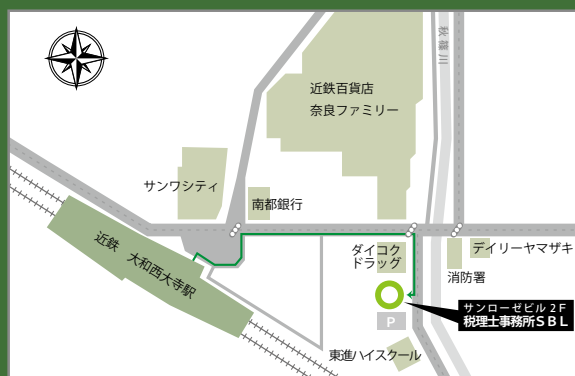 秋篠川
近鉄百貨店
奈良ファミリー
サンワシティ
南都銀行
近鉄　大和西大寺駅
ダイコク
ドラッグ
デイリーヤマザキ
消防署
サンローゼビル2F
税理士事務所SBL
P
東進ハイスクール